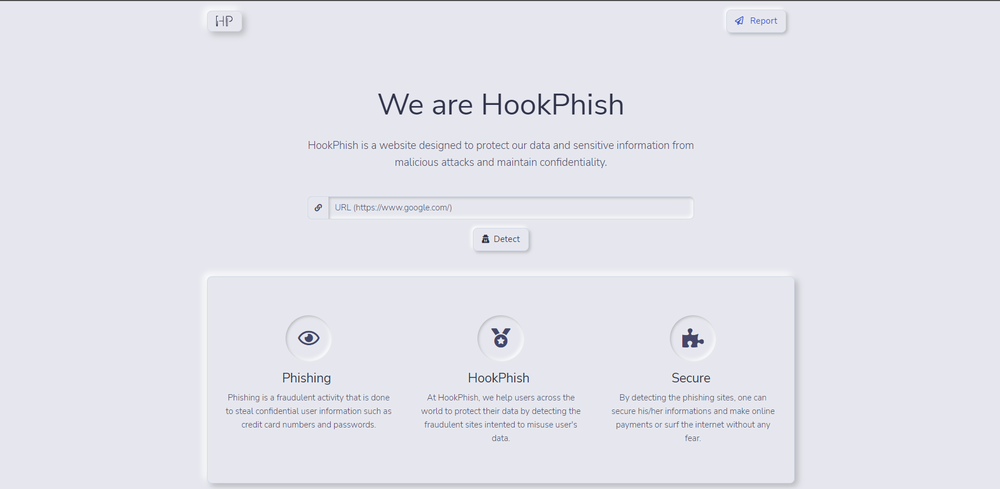 HP
Report
We are HookPhish
HookPhish is a website designed to protect our data and sensitive information from
malicious attacks and maintain confidentiality.
URL (https://www.google.com/)
Detect
Phishing
Phishing is a fraudulent activity that is done
to steal confidential user information such as
credit card numbers and passwords.
HookPhish
At HookPhish, we help users across the
world to protect their data by detecting the
fraudulent sites intented to misuse user's
data.
Secure
By detecting the phishing sites, one can
secure his/her informations and make online
payments or surf the internet without any
fear.